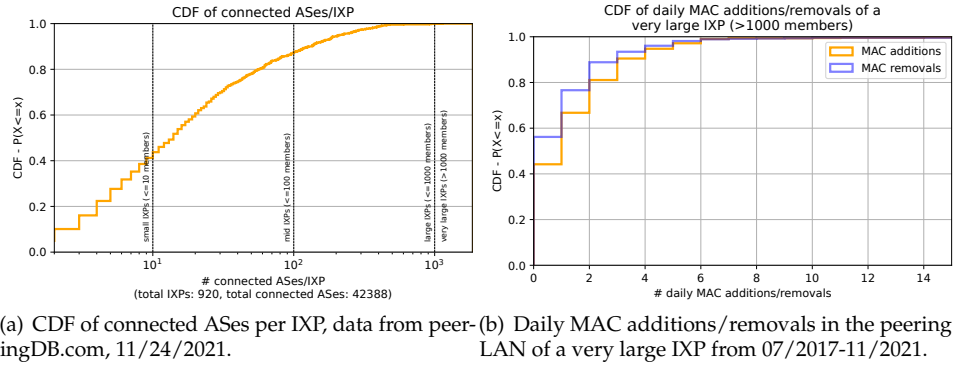 CDF of connected ASes/IXP
CDF - P(X<=x)
1.0
0.8
0.6
0.4
0.2
0.0
small IXPs (<=10 members)
mid IXPs (<=100 members)
large IXPs (<=1000 members)
very large IXPs (>1000 members)
10^1
10^2
10^3
# connected ASes/IXP
(total IXPs: 920, total connected ASes: 42388)
(a) CDF of connected ASes per IXP, data from peer-
ingDB.com, 11/24/2021.
CDF of daily MAC additions/removals of a
very large IXP (>1000 members)
CDF - P(X<=x)
1.0
0.8
0.6
0.4
0.2
0.0
MAC additions
MAC removals
0 2 4 6 8 10 12 14
# daily MAC additions/removals
(b) Daily MAC additions/removals in the peering
LAN of a very large IXP from 07/2017-11/2021.